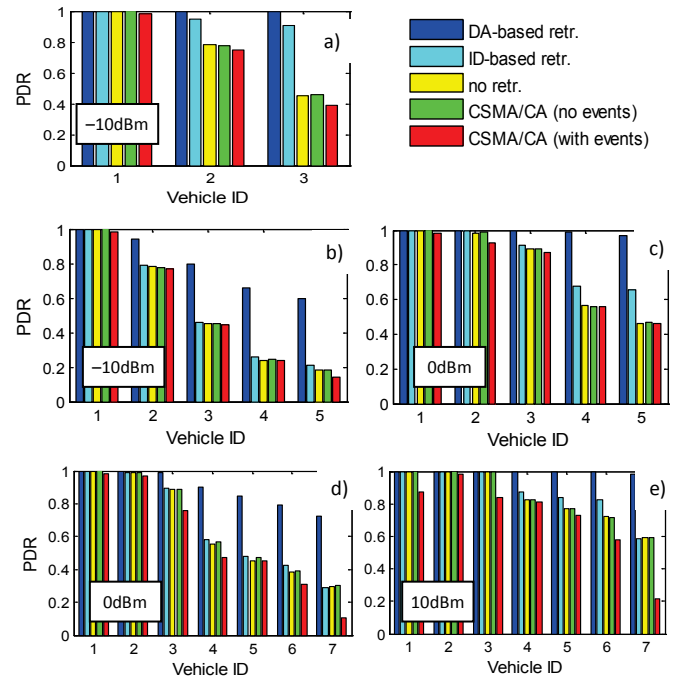 a)
PDR
1
0.8
0.6
0.4
0.2
0
−10dBm
1 2 3
Vehicle ID
DA-based retr.
ID-based retr.
no retr.
CSMA/CA (no events)
CSMA/CA (with events)
b)
PDR
1
0.8
0.6
0.4
0.2
0
−10dBm
1 2 3 4 5
Vehicle ID
c)
1
0.8
0.6
0.4
0.2
0
0dBm
1 2 3 4 5
Vehicle ID
d)
PDR
1
0.8
0.6
0.4
0.2
0
0dBm
1 2 3 4 5 6 7
Vehicle ID
e)
1
0.8
0.6
0.4
0.2
0
10dBm
1 2 3 4 5 6 7
Vehicle ID